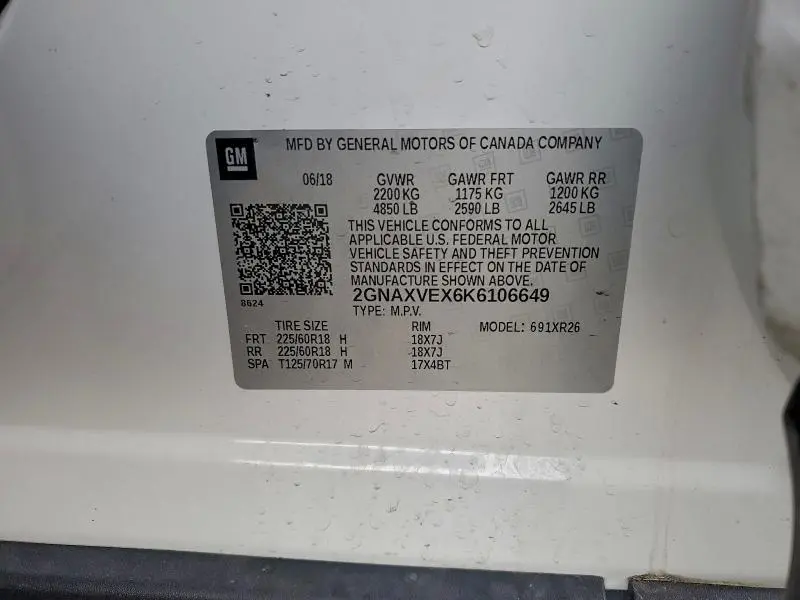 GM
MFD BY GENERAL MOTORS OF CANADA COMPANY
06/18 GVWR GAWR FRT GAWR RR
2200 KG 1175 KG 1200 KG
4850 LB 2590 LB 2645 LB
THIS VEHICLE CONFORMS TO ALL
APPLICABLE U.S. FEDERAL MOTOR
VEHICLE SAFETY AND THEFT PREVENTION
STANDARDS IN EFFECT ON THE DATE OF
MANUFACTURE SHOWN ABOVE.
8624
2GNAXVEX6K6106649
TYPE: M.P.V.
TIRE SIZE RIM MODEL: 691XR26
FRT 225/60R18 H 18X7J
RR 225/60R18 H 18X7J
SPA T125/70R17 M 17X4BT